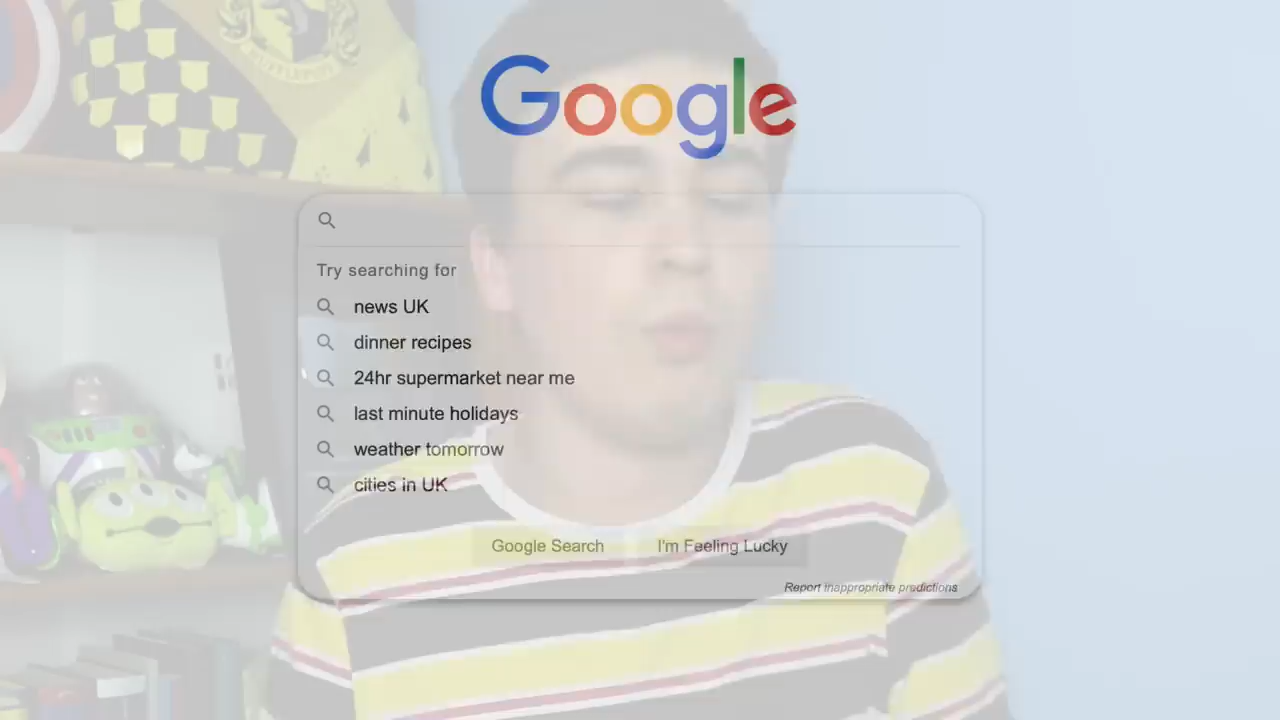 HUFFLEPUFF
Google
Try searching for
news UK
dinner recipes
24hr supermarket near me
last minute holidays
weather tomorrow
cities in UK
Google Search
I'm Feeling Lucky
Report inappropriate predictions